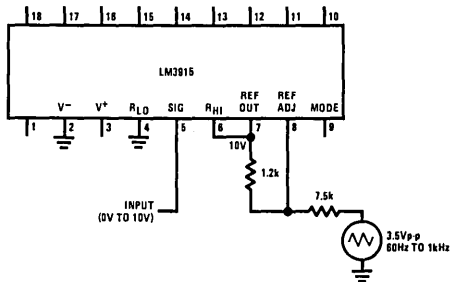 18 17 16 15 14 13 12 11 10
LM3915
V- V+ RLO SIG RHI REF OUT REF ADJ MODE
1 2 3 4 5 6 7 8 9
10V
1.2k
7.5k
INPUT
(0V TO 10V)
3.5Vp-p
60Hz TO 1kHz